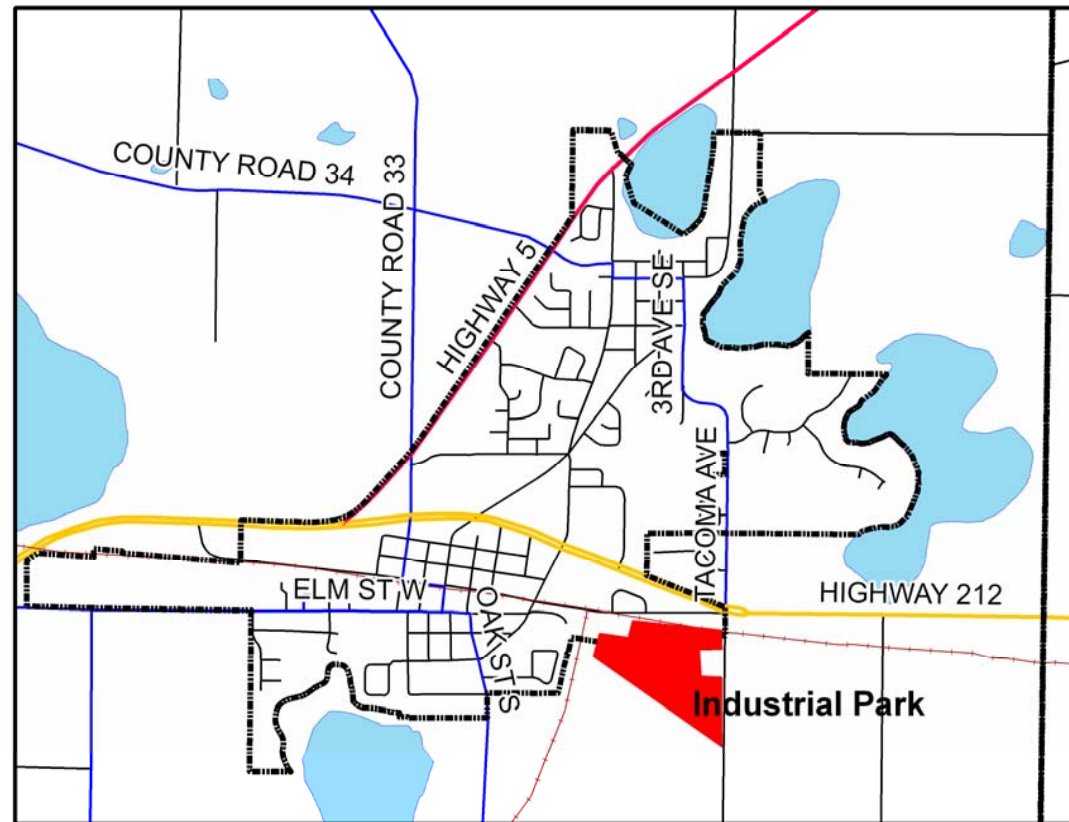 COUNTY ROAD 34
COUNTY ROAD 33
HIGHWAY 5
3RD AVE SE
TACOMA AVE
ELM ST W
OAK ST S
HIGHWAY 212
Industrial Park